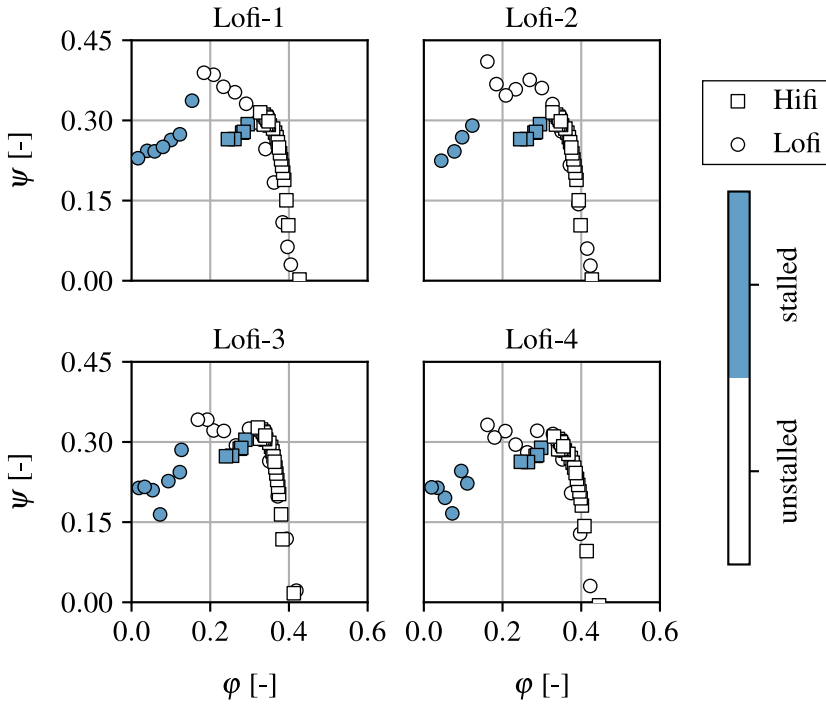 Lofi-1 Lofi-2
0.45
0.30
0.15
0.00
ψ [-]
Lofi-3 Lofi-4
0.45
0.30
0.15
0.00
ψ [-]
0.0 0.2 0.4 0.6 0.0 0.2 0.4 0.6
φ [-] φ [-]
Hifi
Lofi
stalled
unstalled